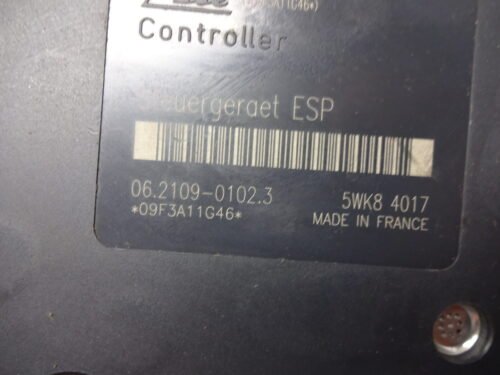 Controller
Steuergeraet ESP
06.2109-0102.3
5WK8 4017
*09F3A11G46*
MADE IN FRANCE